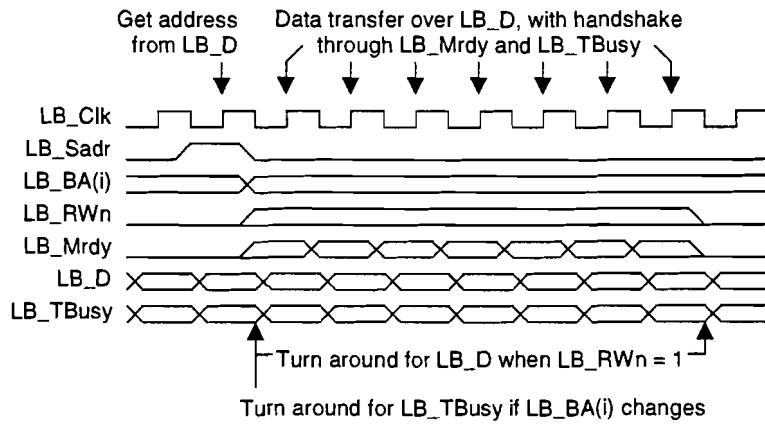 Get address
from LB_D
Data transfer over LB_D, with handshake
through LB_Mrdy and LB_TBusy
LB_Clk
LB_Sadr
LB_BA(i)
LB_RWn
LB_Mrdy
LB_D
LB_TBusy
Turn around for LB_D when LB_RWn = 1
Turn around for LB_TBusy if LB_BA(i) changes